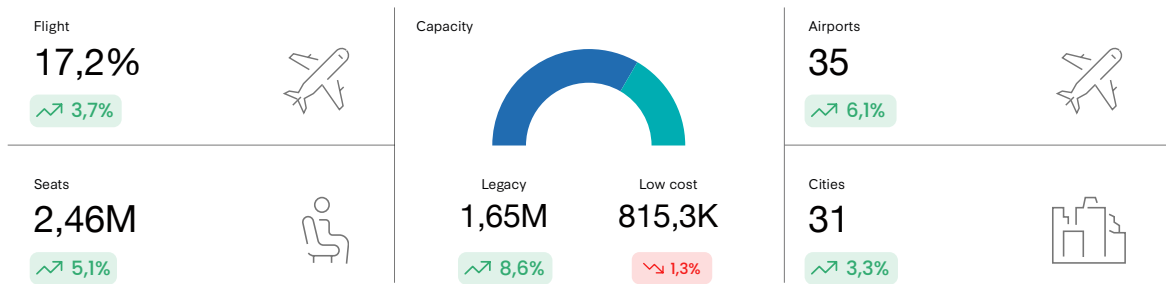 Flight
17,2%
3,7%
Seats
2,46M
5,1%
Capacity
Legacy
1,65M
8,6%
Low cost
815,3K
1,3%
Airports
35
6,1%
Cities
31
3,3%